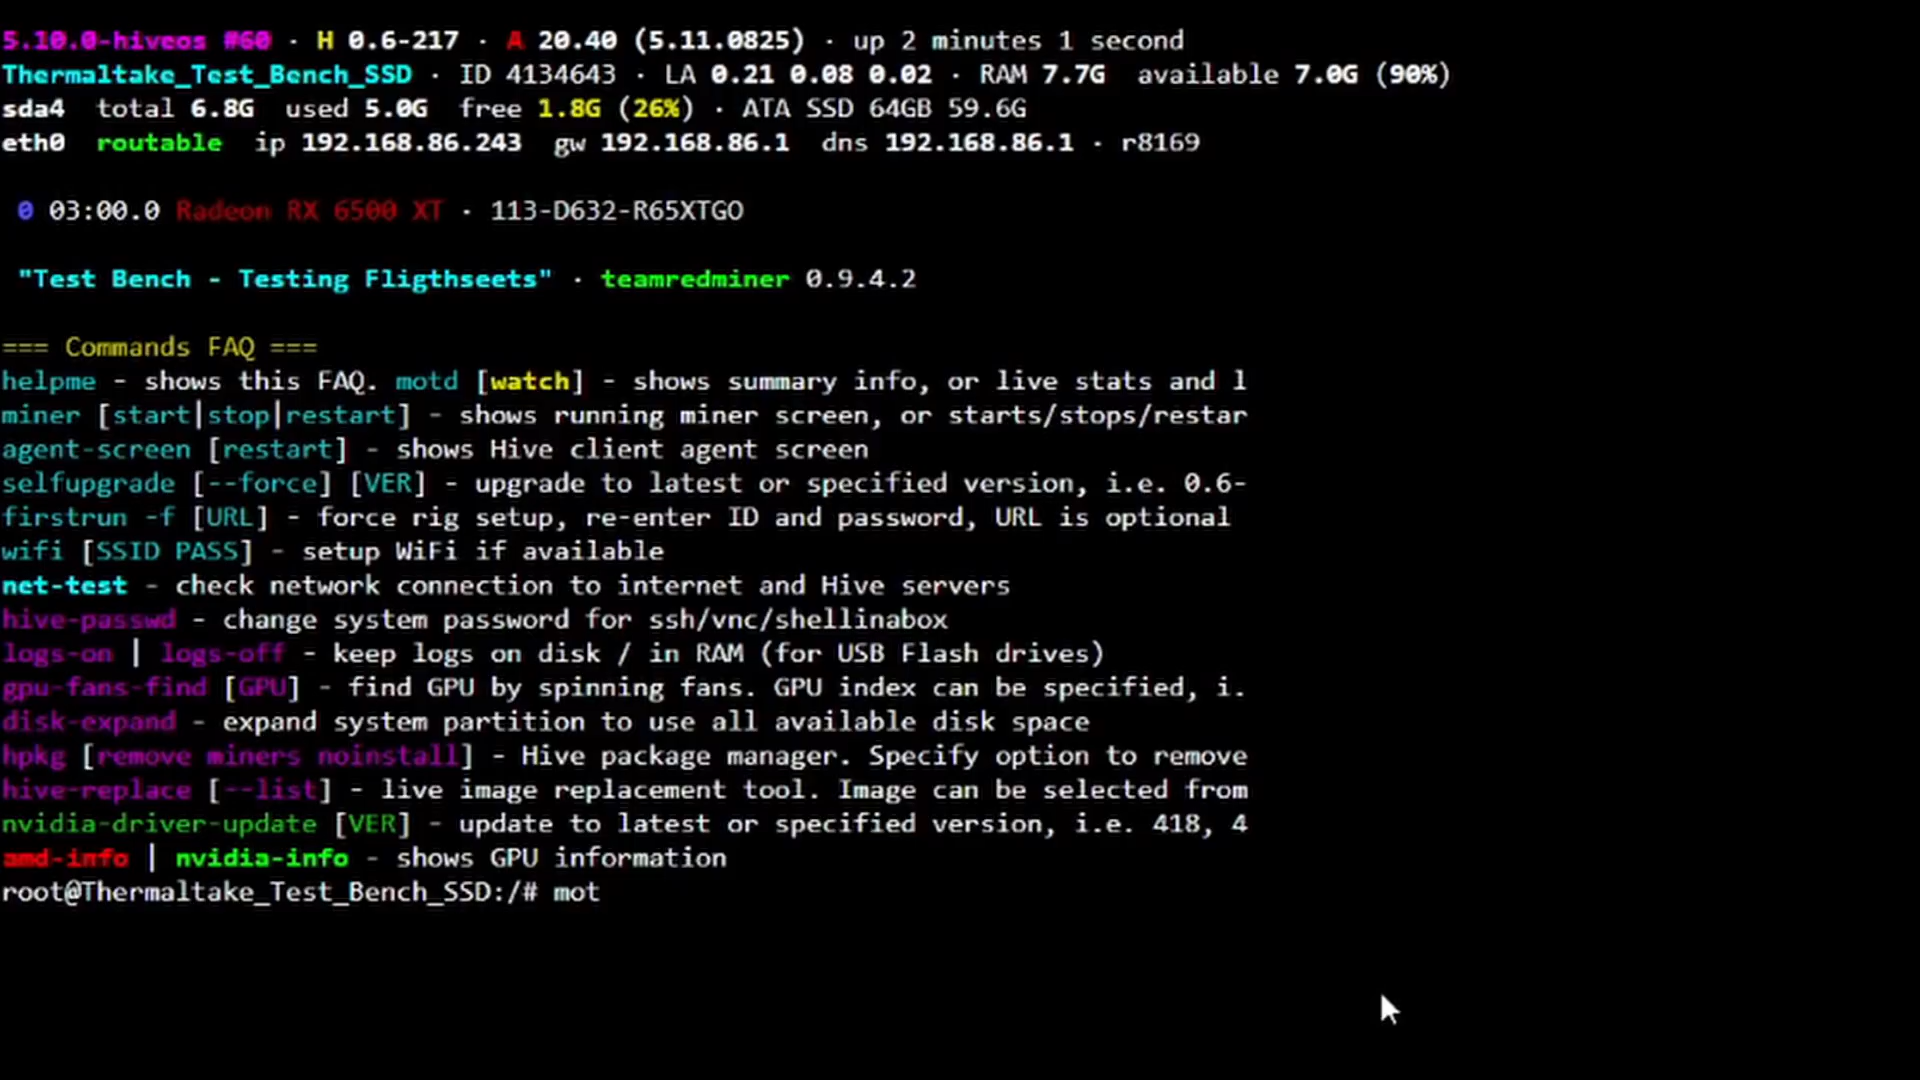 5.10.0-hiveos #60 · H 0.6-217 · A 20.40 (5.11.0825) · up 2 minutes 1 second
Thermaltake_Test_Bench_SSD · ID 4134643 · LA 0.21 0.08 0.02 · RAM 7.7G available 7.0G (90%)
sda4 total 6.8G used 5.0G free 1.8G (26%) · ATA SSD 64GB 59.6G
eth0 routable ip 192.168.86.243 gw 192.168.86.1 dns 192.168.86.1 · r8169
0 03:00.0 Radeon RX 6500 XT · 113-D632-R65XTGO
"Test Bench - Testing Fligthseets" · teamredminer 0.9.4.2
=== Commands FAQ ===
helpme - shows this FAQ. motd [watch] - shows summary info, or live stats and l
miner [start|stop|restart] - shows running miner screen, or starts/stops/restar
agent-screen [restart] - shows Hive client agent screen
selfupgrade [--force] [VER] - upgrade to latest or specified version, i.e. 0.6-
firstrun -f [URL] - force rig setup, re-enter ID and password, URL is optional
wifi [SSID PASS] - setup WiFi if available
net-test - check network connection to internet and Hive servers
hive-passwd - change system password for ssh/vnc/shellinabox
logs-on | logs-off - keep logs on disk / in RAM (for USB Flash drives)
gpu-fans-find [GPU] - find GPU by spinning fans. GPU index can be specified, i.
disk-expand - expand system partition to use all available disk space
hpkg [remove miners noinstall] - Hive package manager. Specify option to remove
hive-replace [--list] - live image replacement tool. Image can be selected from
nvidia-driver-update [VER] - update to latest or specified version, i.e. 418, 4
amd-info | nvidia-info - shows GPU information
root@Thermaltake_Test_Bench_SSD:/# mot